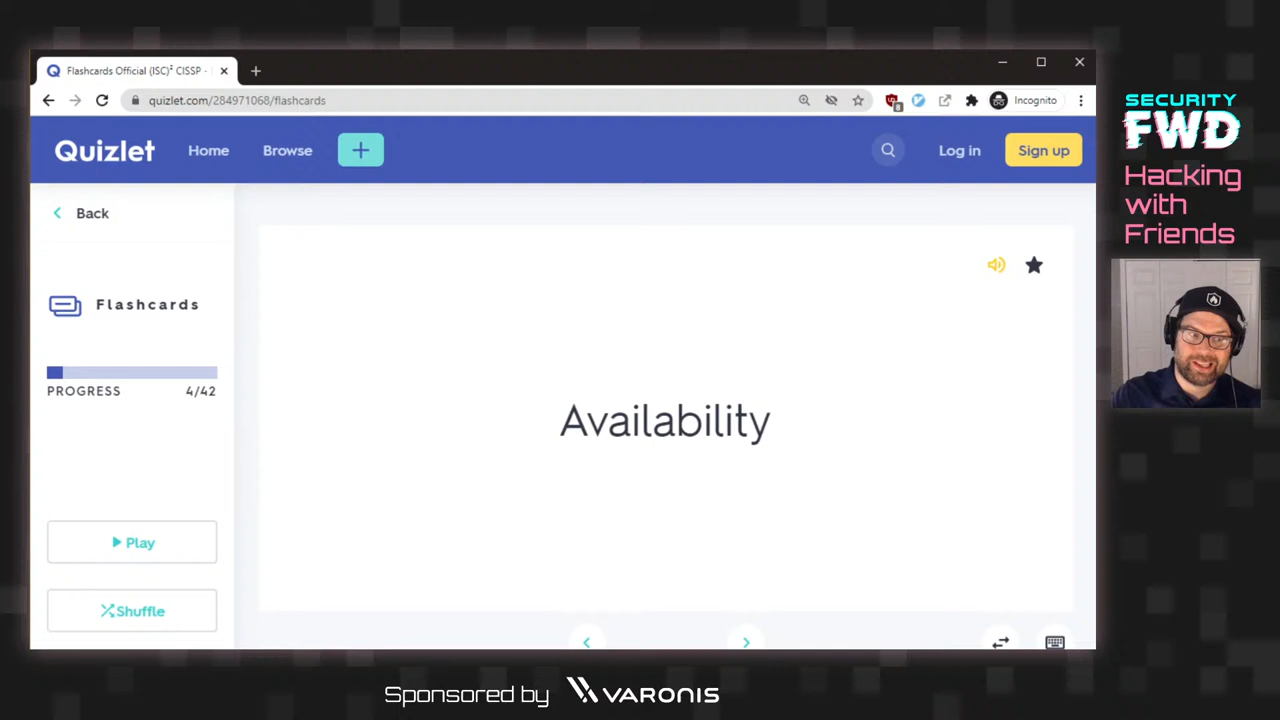 Flashcards Official (ISC)² CISSP -
quizlet.com/284971068/flashcards
8
Incognito
Quizlet
Home
Browse
Log in
Sign up
Back
Flashcards
PROGRESS
4/42
Play
Shuffle
Availability
SECURITY
FWD
Hacking
with
Friends
Sponsored by VARONIS